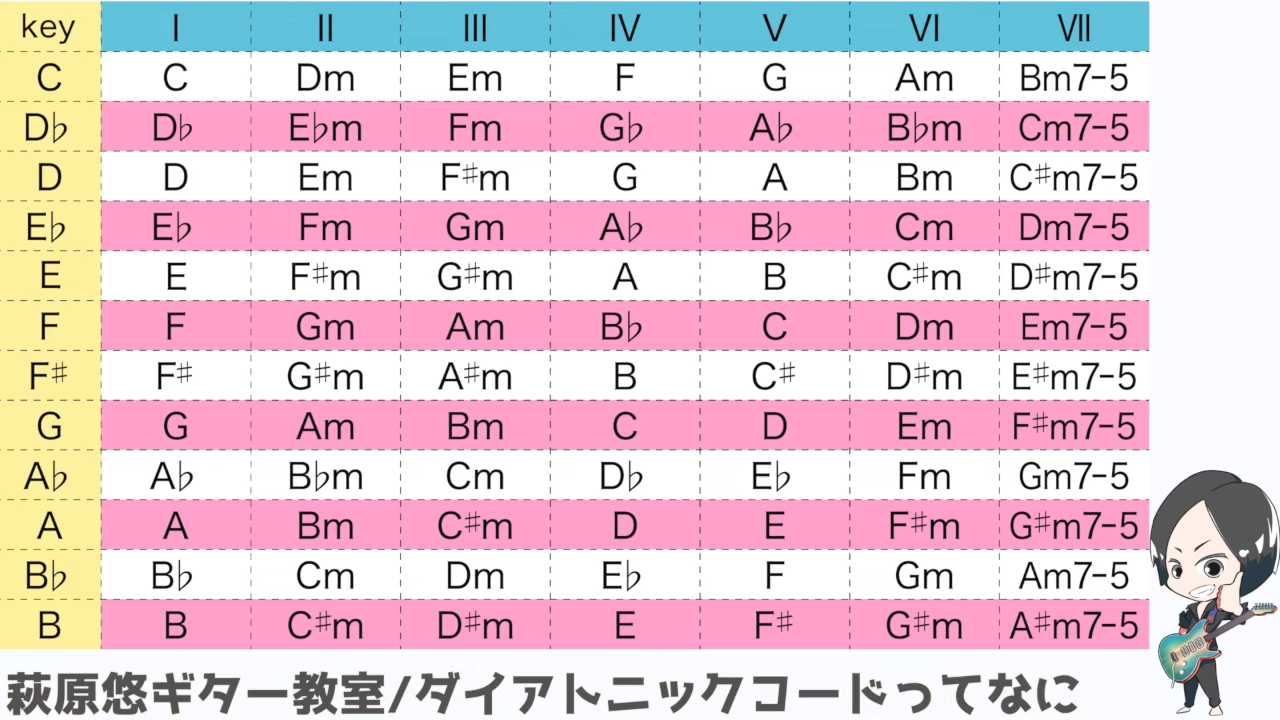 key Ⅰ Ⅱ Ⅲ Ⅳ Ⅴ Ⅵ Ⅶ
C C Dm Em F G Am Bm7-5
D♭ D♭ E♭m Fm G♭ A♭ B♭m Cm7-5
D D Em F♯m G A Bm C♯m7-5
E♭ E♭ Fm Gm A♭ B♭ Cm Dm7-5
E E F♯m G♯m A B C♯m D♯m7-5
F F Gm Am B♭ C Dm Em7-5
F♯ F♯ G♯m A♯m B C♯ D♯m E♯m7-5
G G Am Bm C D Em F♯m7-5
A♭ A♭ B♭m Cm D♭ E♭ Fm Gm7-5
A A Bm C♯m D E F♯m G♯m7-5
B♭ B♭ Cm Dm E♭ F Gm Am7-5
B B C♯m D♯m E F♯ G♯m A♯m7-5
萩原悠ギター教室/ダイアトニックコードってなに